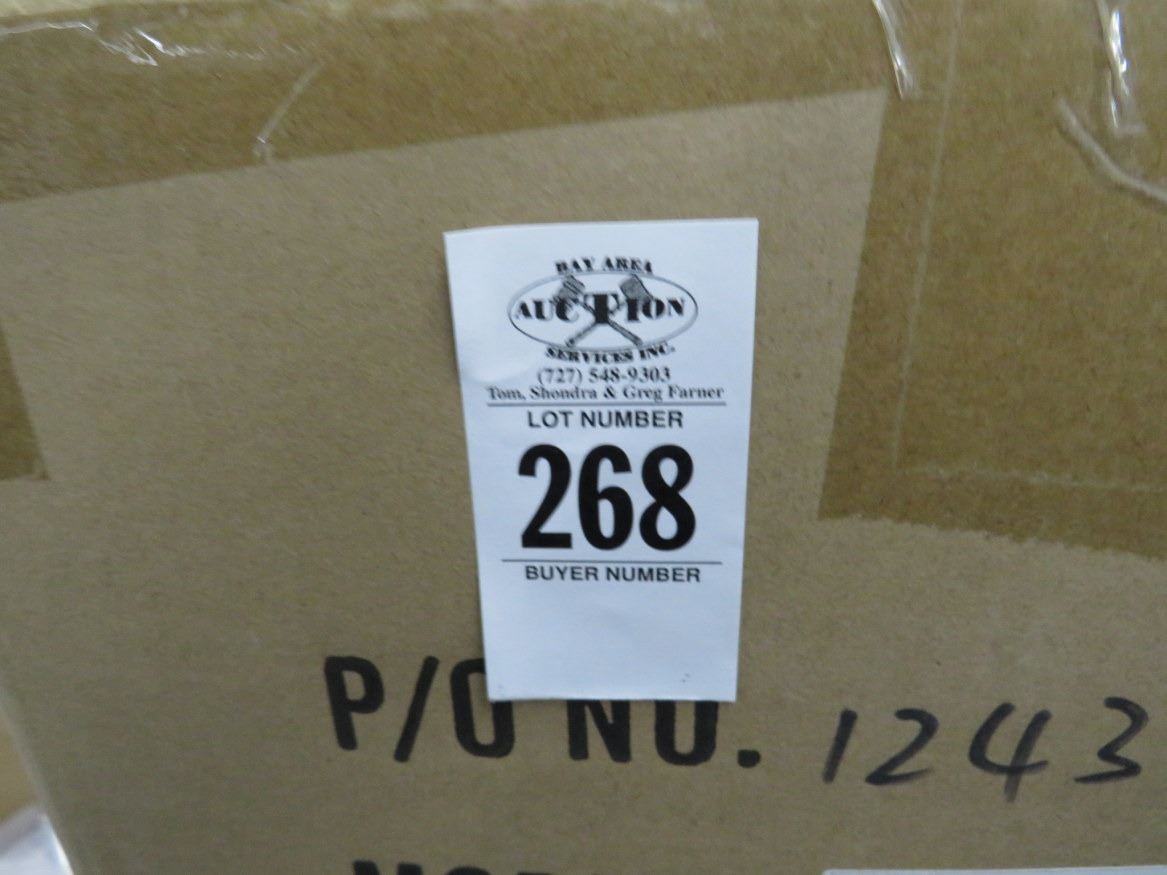 BAY AREA
AUCTION
SERVICES INC.
(727) 548-9303
Tom, Shondra & Greg Farner
LOT NUMBER
268
BUYER NUMBER
P/O NO. 1243